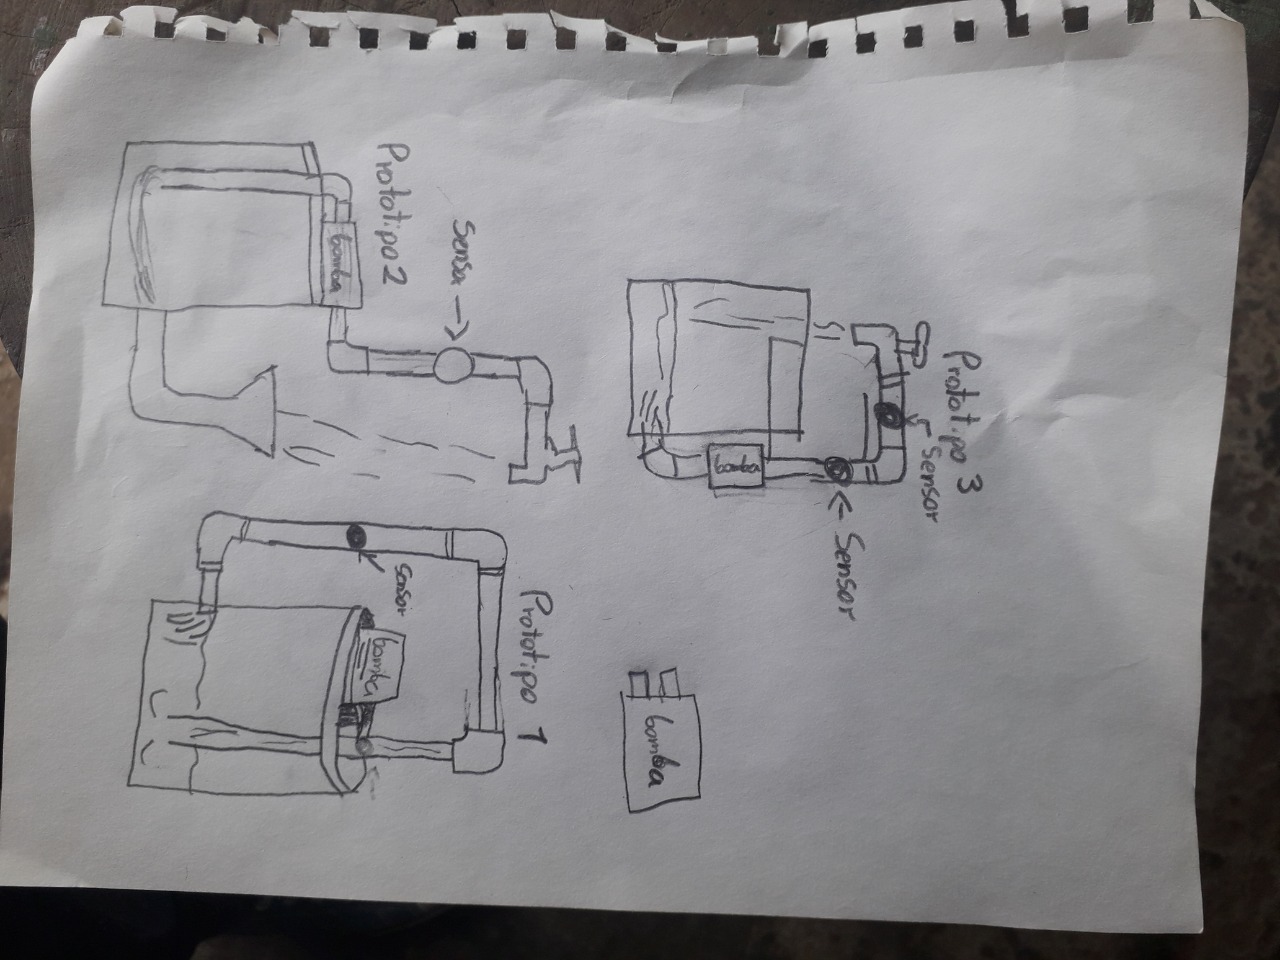 Prototipo 3
Sensor
Sensor
bomba
bomba
Prototipo 2
Sensor
bomba
Prototipo 1
Sensor
bomba